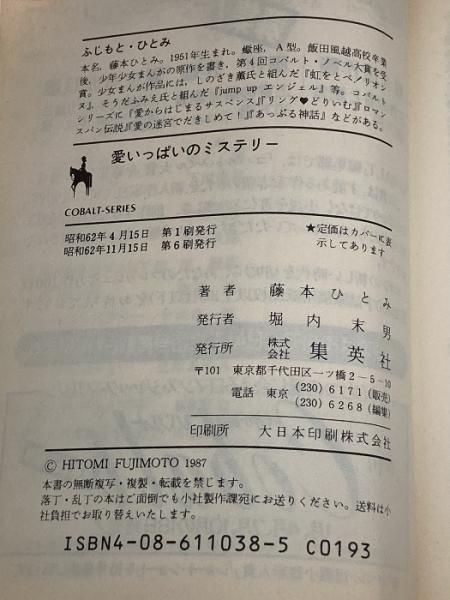 ふじもと・ひとみ
本名，藤本ひとみ。1951年生まれ。蠍座，A型。飯田風越高校卒業
後，少年少女まんがの原作を書き，第4回コバルト・ノベル大賞を受
賞。少女まんが作品には，しのざき薫氏と組んだ『虹をとべノリオン
ヌ』，そうだふみえ氏と組んだ『jump up エンジェル』等。コバルト
シリーズに『愛からはじまるサスペンス』『リング♥どりいむ』『ロマン
スバン伝説』『愛の迷宮でだきしめて！』『あっぷる神話』などがある。
愛いっぱいのミステリー
COBALT-SERIES
昭和62年4月15日 第1刷発行
昭和62年11月15日 第6刷発行
★定価はカバーに表
示してあります
著者 藤本ひとみ
発行者 堀内末男
発行所 株式会社 集英社
〒101 東京都千代田区一ツ橋2-5-10
電話 東京 (230)6171(販売)
(230)6268(編集)
印刷所 大日本印刷株式会社
© HITOMI FUJIMOTO 1987
本書の無断複写・複製・転載を禁じます。
落丁・乱丁の本はご面倒でも小社製作課宛にお送りください。送料は小
社負担でお取り替えいたします。
ISBN4-08-611038-5 C0193